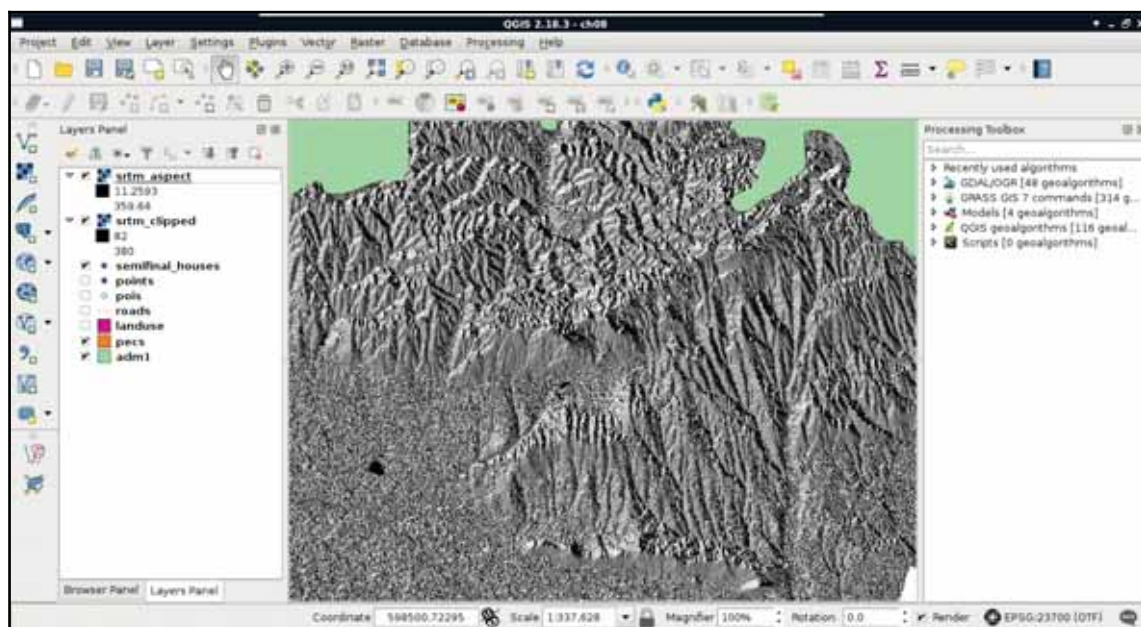 QGIS 2.18.3 - ch08
Project Edit View Layer Settings Plugins Vector Raster Database Processing Help
Layers Panel
srtm_aspect
11.2593
359.64
srtm_clipped
82
380
semifinal_houses
points
pois
roads
landuse
pecs
adm1
Browser Panel Layers Panel
Processing Toolbox
Search...
Recently used algorithms
GDAL/OGR [48 geoalgorithms]
GRASS GIS 7 commands [314 g...
Models [4 geoalgorithms]
QGIS geoalgorithms [116 geoal...
Scripts [0 geoalgorithms]
Coordinate 598500,72295 Scale 1:337,628 Magnifier 100% Rotation 0.0 Render EPSG:23700 (OTF)